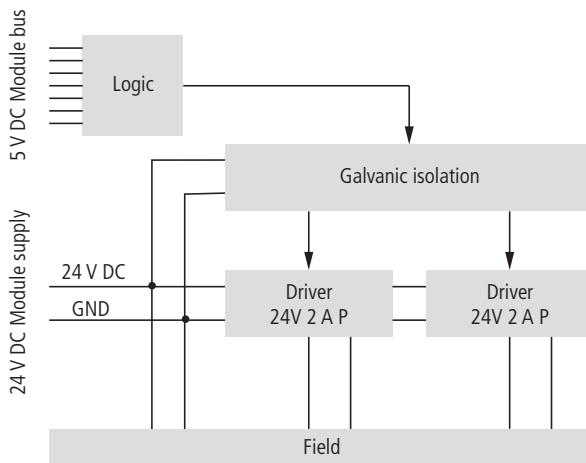 5 V DC Module bus
Logic
Galvanic isolation
24 V DC Module supply
24 V DC
GND
Driver
24V 2 A P
Driver
24V 2 A P
Field